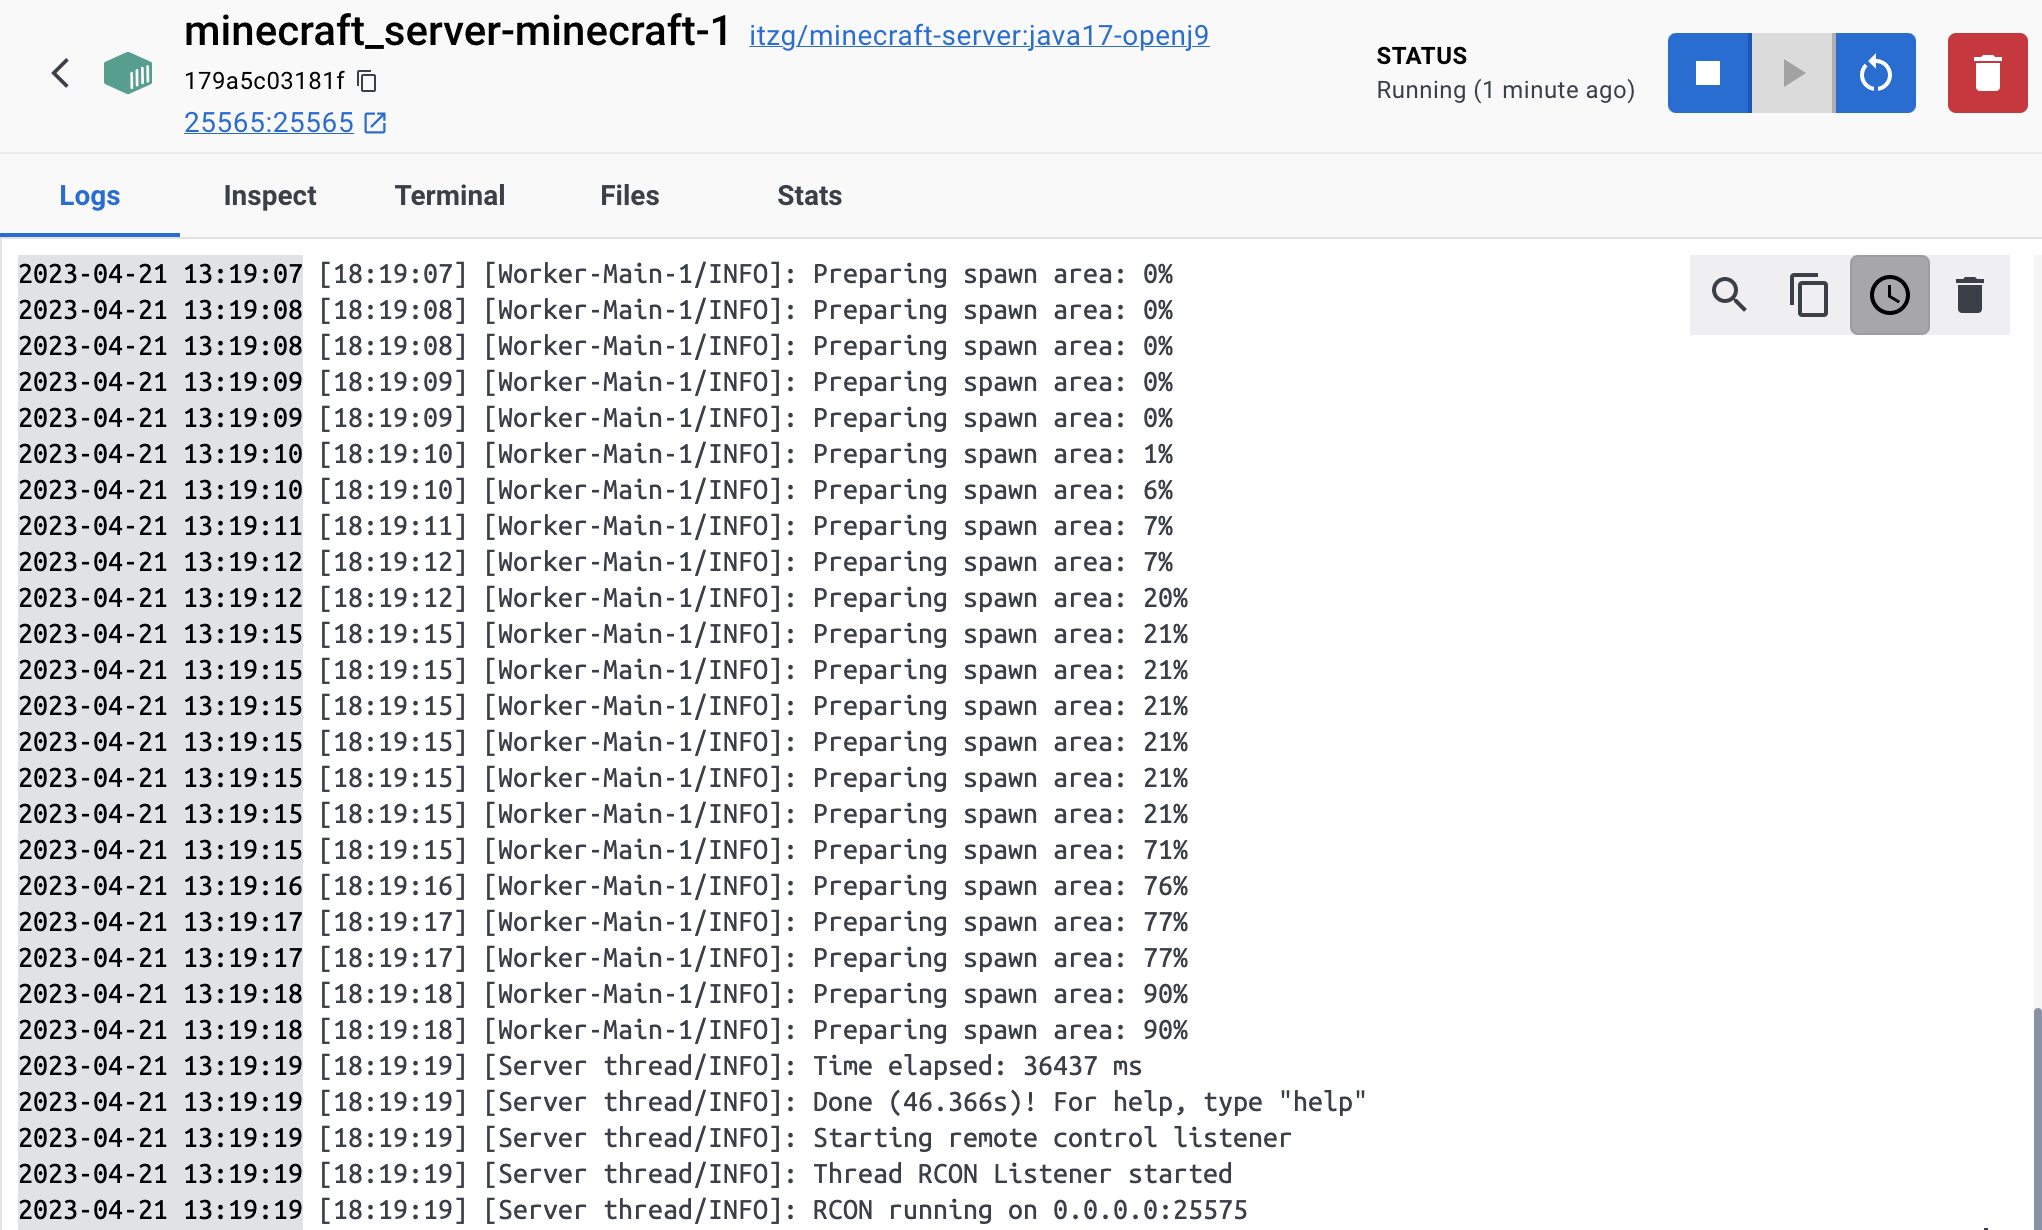 minecraft_server-minecraft-1 itzg/minecraft-server:java17-openj9
179a5c03181f
25565:25565
STATUS
Running (1 minute ago)
Logs Inspect Terminal Files Stats
2023-04-21 13:19:07 [18:19:07] [Worker-Main-1/INFO]: Preparing spawn area: 0%
2023-04-21 13:19:08 [18:19:08] [Worker-Main-1/INFO]: Preparing spawn area: 0%
2023-04-21 13:19:08 [18:19:08] [Worker-Main-1/INFO]: Preparing spawn area: 0%
2023-04-21 13:19:09 [18:19:09] [Worker-Main-1/INFO]: Preparing spawn area: 0%
2023-04-21 13:19:09 [18:19:09] [Worker-Main-1/INFO]: Preparing spawn area: 0%
2023-04-21 13:19:10 [18:19:10] [Worker-Main-1/INFO]: Preparing spawn area: 1%
2023-04-21 13:19:10 [18:19:10] [Worker-Main-1/INFO]: Preparing spawn area: 6%
2023-04-21 13:19:11 [18:19:11] [Worker-Main-1/INFO]: Preparing spawn area: 7%
2023-04-21 13:19:12 [18:19:12] [Worker-Main-1/INFO]: Preparing spawn area: 7%
2023-04-21 13:19:12 [18:19:12] [Worker-Main-1/INFO]: Preparing spawn area: 20%
2023-04-21 13:19:15 [18:19:15] [Worker-Main-1/INFO]: Preparing spawn area: 21%
2023-04-21 13:19:15 [18:19:15] [Worker-Main-1/INFO]: Preparing spawn area: 21%
2023-04-21 13:19:15 [18:19:15] [Worker-Main-1/INFO]: Preparing spawn area: 21%
2023-04-21 13:19:15 [18:19:15] [Worker-Main-1/INFO]: Preparing spawn area: 21%
2023-04-21 13:19:15 [18:19:15] [Worker-Main-1/INFO]: Preparing spawn area: 21%
2023-04-21 13:19:15 [18:19:15] [Worker-Main-1/INFO]: Preparing spawn area: 21%
2023-04-21 13:19:15 [18:19:15] [Worker-Main-1/INFO]: Preparing spawn area: 71%
2023-04-21 13:19:16 [18:19:16] [Worker-Main-1/INFO]: Preparing spawn area: 76%
2023-04-21 13:19:17 [18:19:17] [Worker-Main-1/INFO]: Preparing spawn area: 77%
2023-04-21 13:19:17 [18:19:17] [Worker-Main-1/INFO]: Preparing spawn area: 77%
2023-04-21 13:19:18 [18:19:18] [Worker-Main-1/INFO]: Preparing spawn area: 90%
2023-04-21 13:19:18 [18:19:18] [Worker-Main-1/INFO]: Preparing spawn area: 90%
2023-04-21 13:19:19 [18:19:19] [Server thread/INFO]: Time elapsed: 36437 ms
2023-04-21 13:19:19 [18:19:19] [Server thread/INFO]: Done (46.366s)! For help, type "help"
2023-04-21 13:19:19 [18:19:19] [Server thread/INFO]: Starting remote control listener
2023-04-21 13:19:19 [18:19:19] [Server thread/INFO]: Thread RCON Listener started
2023-04-21 13:19:19 [18:19:19] [Server thread/INFO]: RCON running on 0.0.0.0:25575